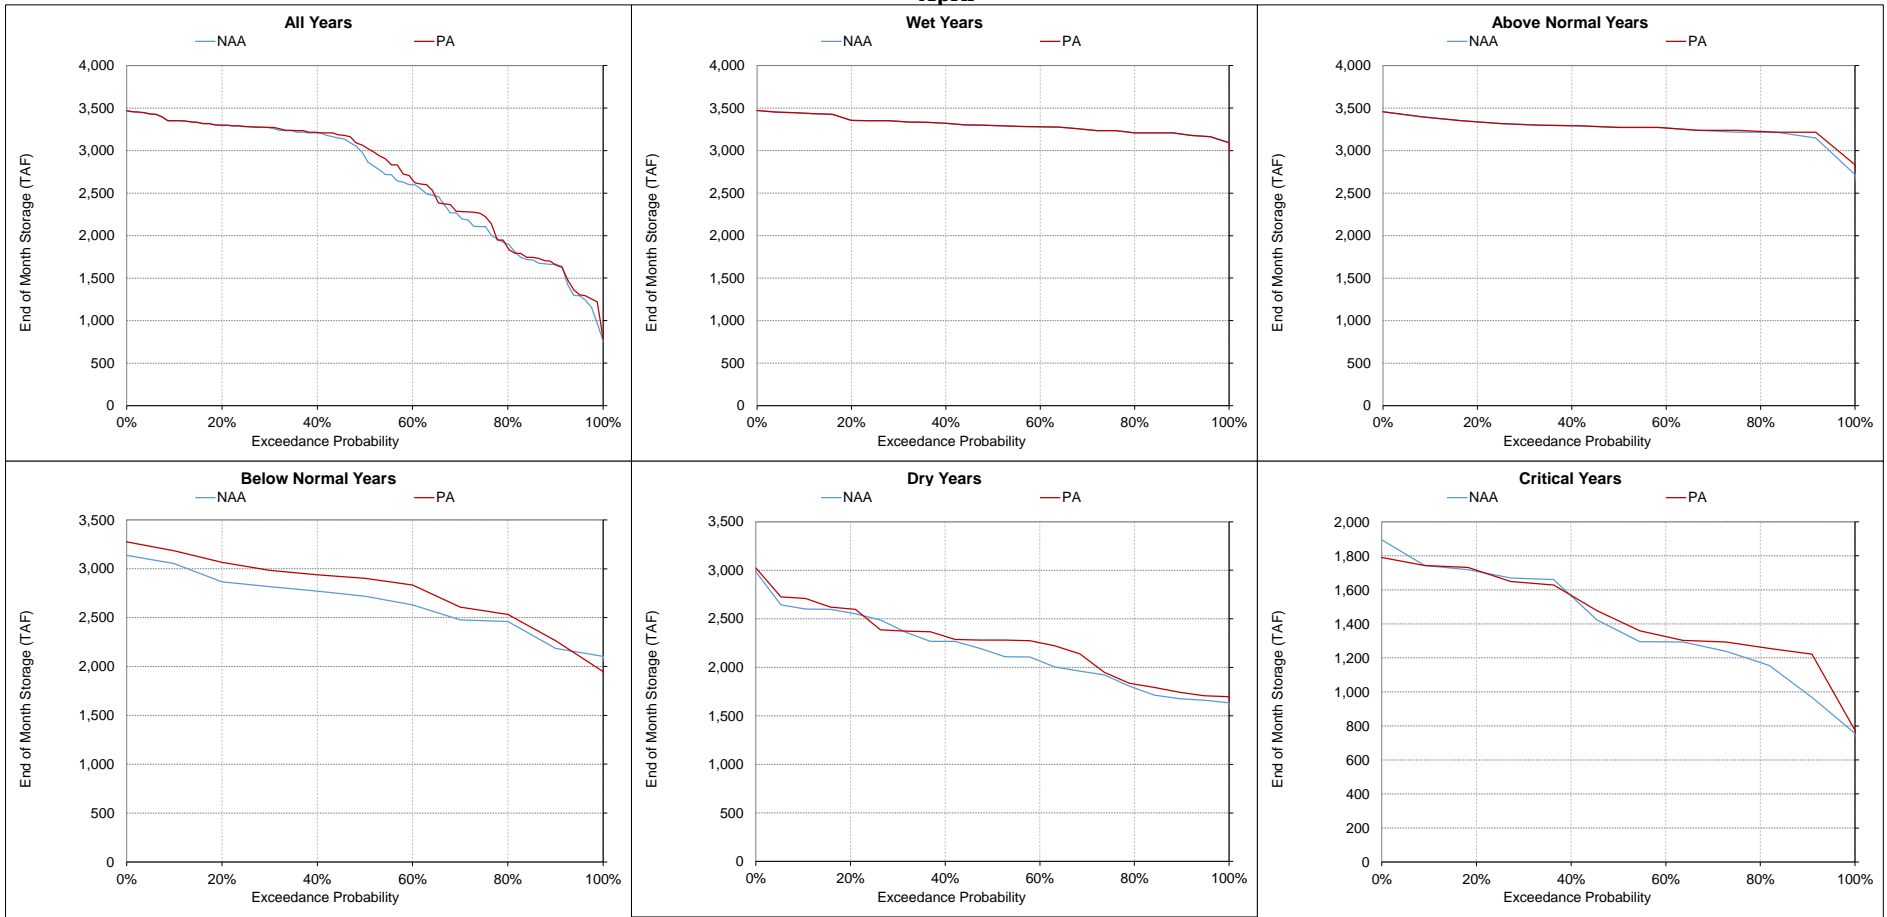 All Years
NAA PA
4,000
3,500
3,000
2,500
2,000
1,500
1,000
500
0
0% 20% 40% 60% 80% 100%
End of Month Storage (TAF)
Exceedance Probability
Wet Years
NAA PA
4,000
3,500
3,000
2,500
2,000
1,500
1,000
500
0
0% 20% 40% 60% 80% 100%
End of Month Storage (TAF)
Exceedance Probability
Above Normal Years
NAA PA
4,000
3,500
3,000
2,500
2,000
1,500
1,000
500
0
0% 20% 40% 60% 80% 100%
End of Month Storage (TAF)
Exceedance Probability
Below Normal Years
NAA PA
3,500
3,000
2,500
2,000
1,500
1,000
500
0
0% 20% 40% 60% 80% 100%
End of Month Storage (TAF)
Exceedance Probability
Dry Years
NAA PA
3,500
3,000
2,500
2,000
1,500
1,000
500
0
0% 20% 40% 60% 80% 100%
End of Month Storage (TAF)
Exceedance Probability
Critical Years
NAA PA
2,000
1,800
1,600
1,400
1,200
1,000
800
600
400
200
0
0% 20% 40% 60% 80% 100%
End of Month Storage (TAF)
Exceedance Probability